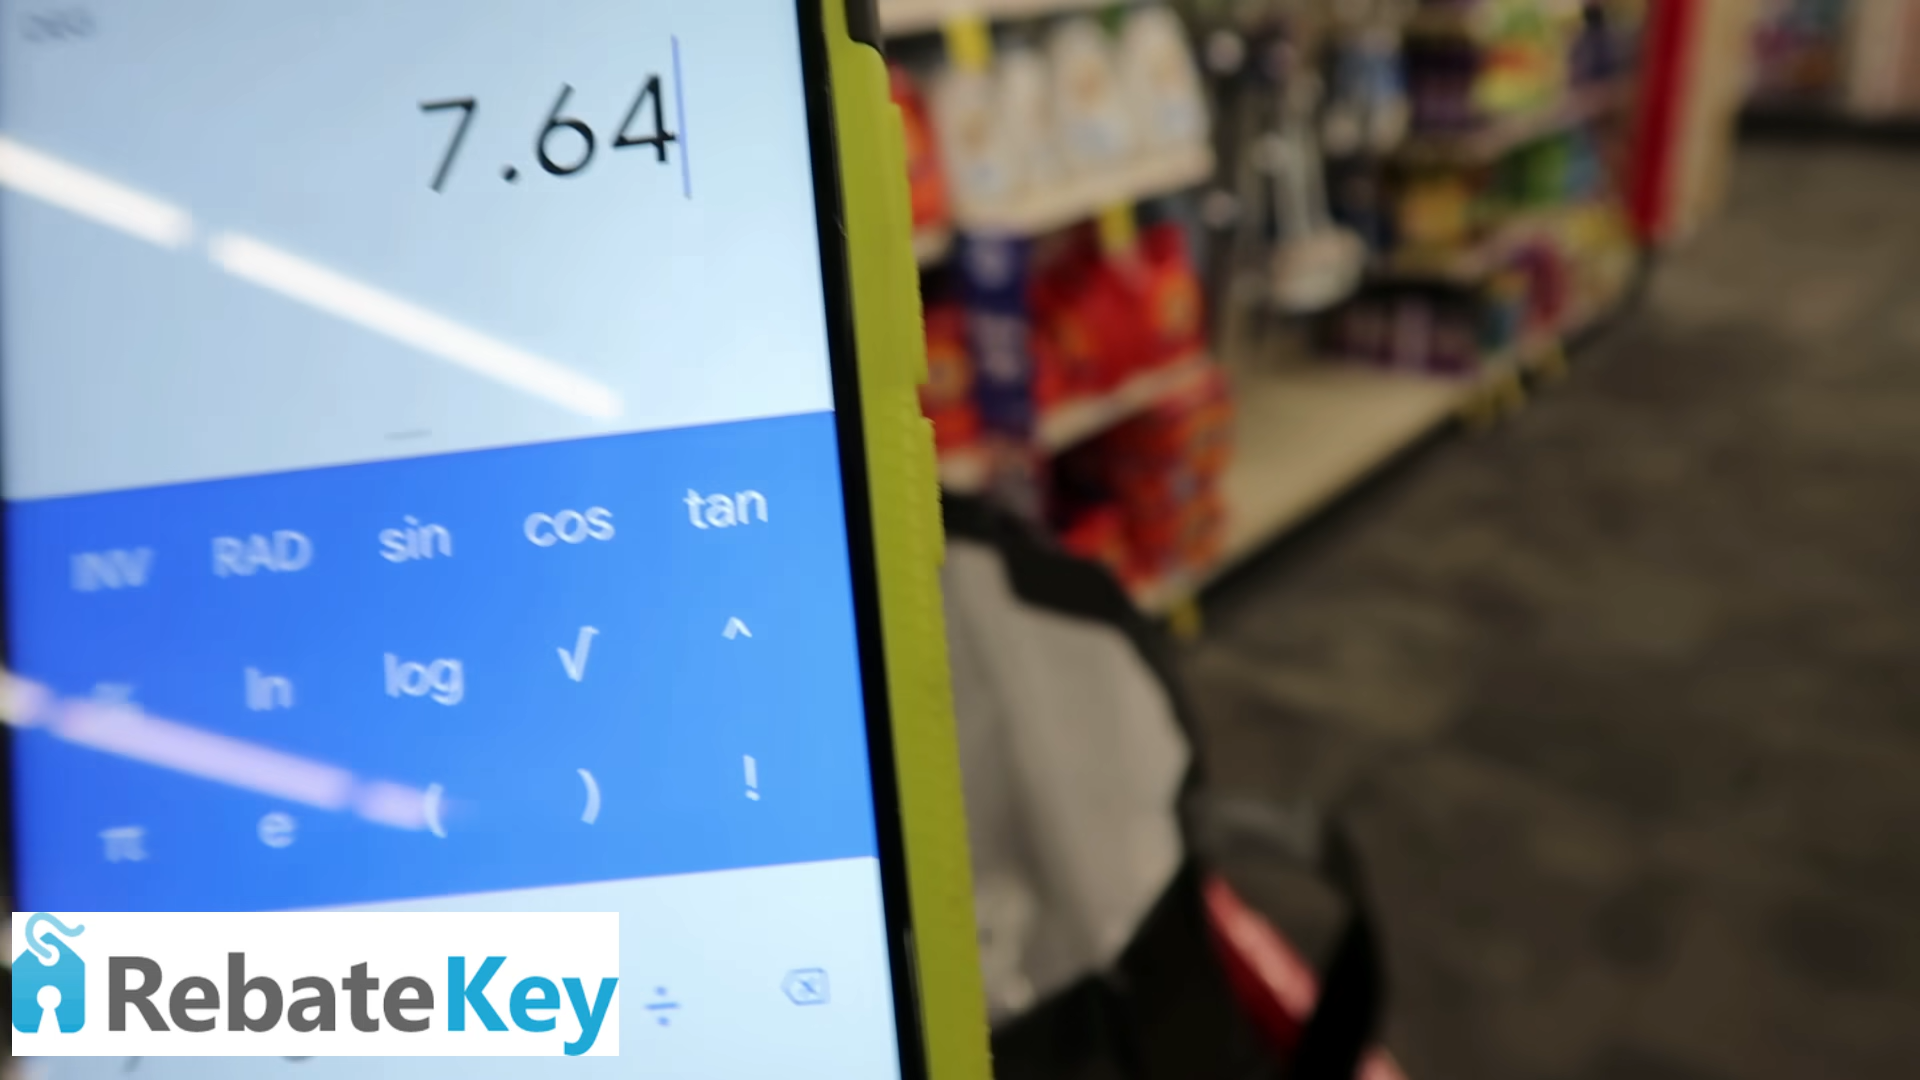 7.64
INV RAD sin cos tan
ln log √ ^
π e ( ) !
÷
RebateKey